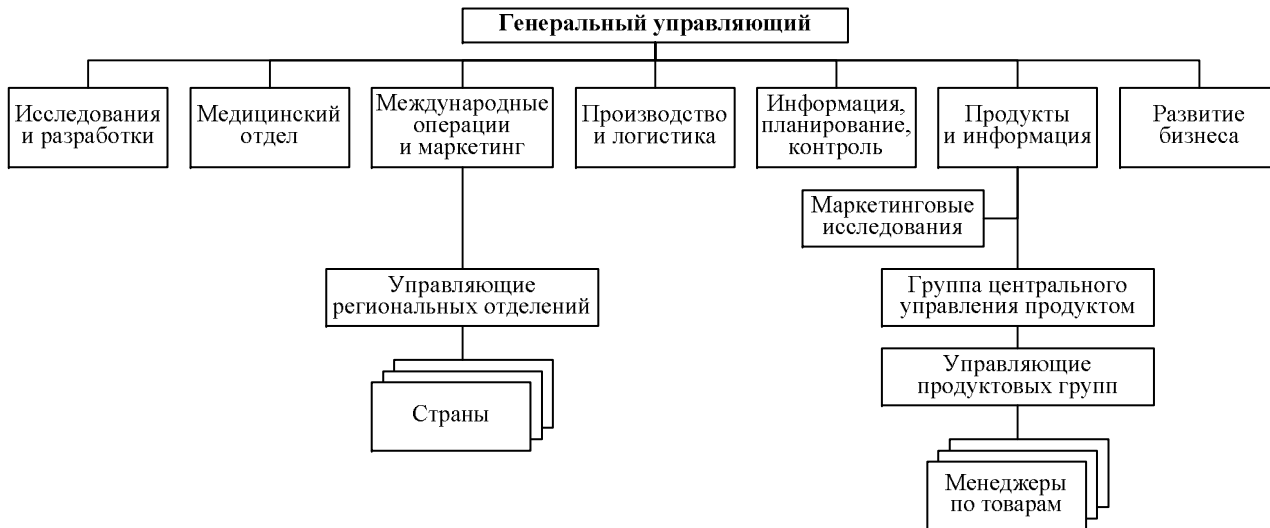 Генеральный управляющий
Исследования
и разработки
Медицинский
отдел
Международные
операции
и маркетинг
Производство
и логистика
Информация,
планирование,
контроль
Продукты
и информация
Развитие
бизнеса
Маркетинговые
исследования
Управляющие
региональных отделений
Группа центрального
управления продуктом
Управляющие
продуктовых групп
Страны
Менеджеры
по товарам